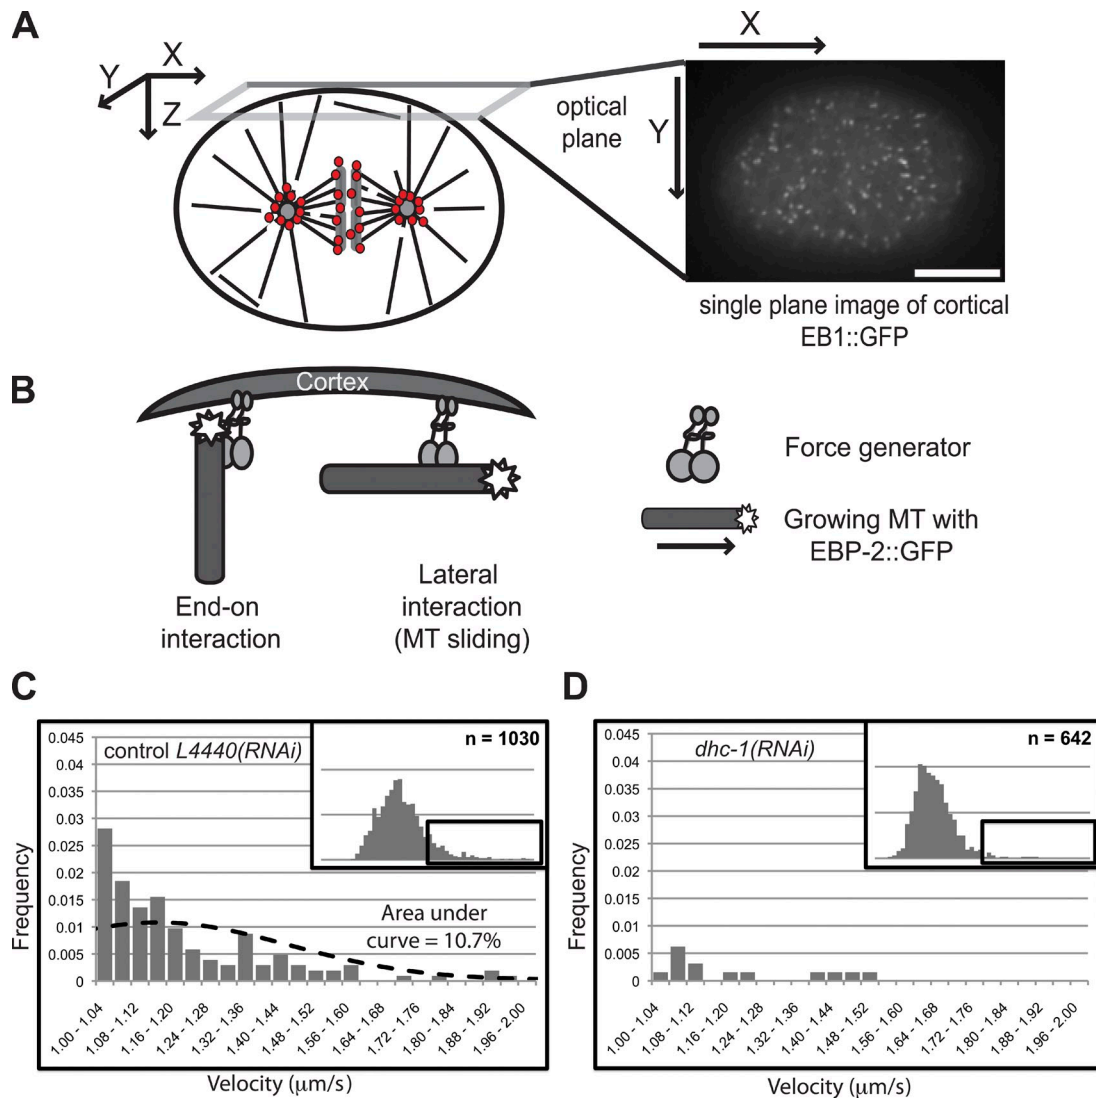 A
X
Y
Z
optical
plane
X
Y
single plane image of cortical
EB1::GFP
B
Cortex
End-on
interaction
Lateral
interaction
(MT sliding)
Force generator
Growing MT with
EBP-2::GFP
C
control L4440(RNAi)
n = 1030
Area under
curve = 10.7%
Frequency
0.045
0.04
0.035
0.03
0.025
0.02
0.015
0.01
0.005
0
1.00 - 1.04
1.08 - 1.12
1.16 - 1.20
1.24 - 1.28
1.32 - 1.36
1.40 - 1.44
1.48 - 1.52
1.56 - 1.60
1.64 - 1.68
1.72 - 1.76
1.80 - 1.84
1.88 - 1.92
1.96 - 2.00
Velocity (μm/s)
D
dhc-1(RNAi)
n = 642
Frequency
0.045
0.04
0.035
0.03
0.025
0.02
0.015
0.01
0.005
0
1.00 - 1.04
1.08 - 1.12
1.16 - 1.20
1.24 - 1.28
1.32 - 1.36
1.40 - 1.44
1.48 - 1.52
1.56 - 1.60
1.64 - 1.68
1.72 - 1.76
1.80 - 1.84
1.88 - 1.92
1.96 - 2.00
Velocity (μm/s)